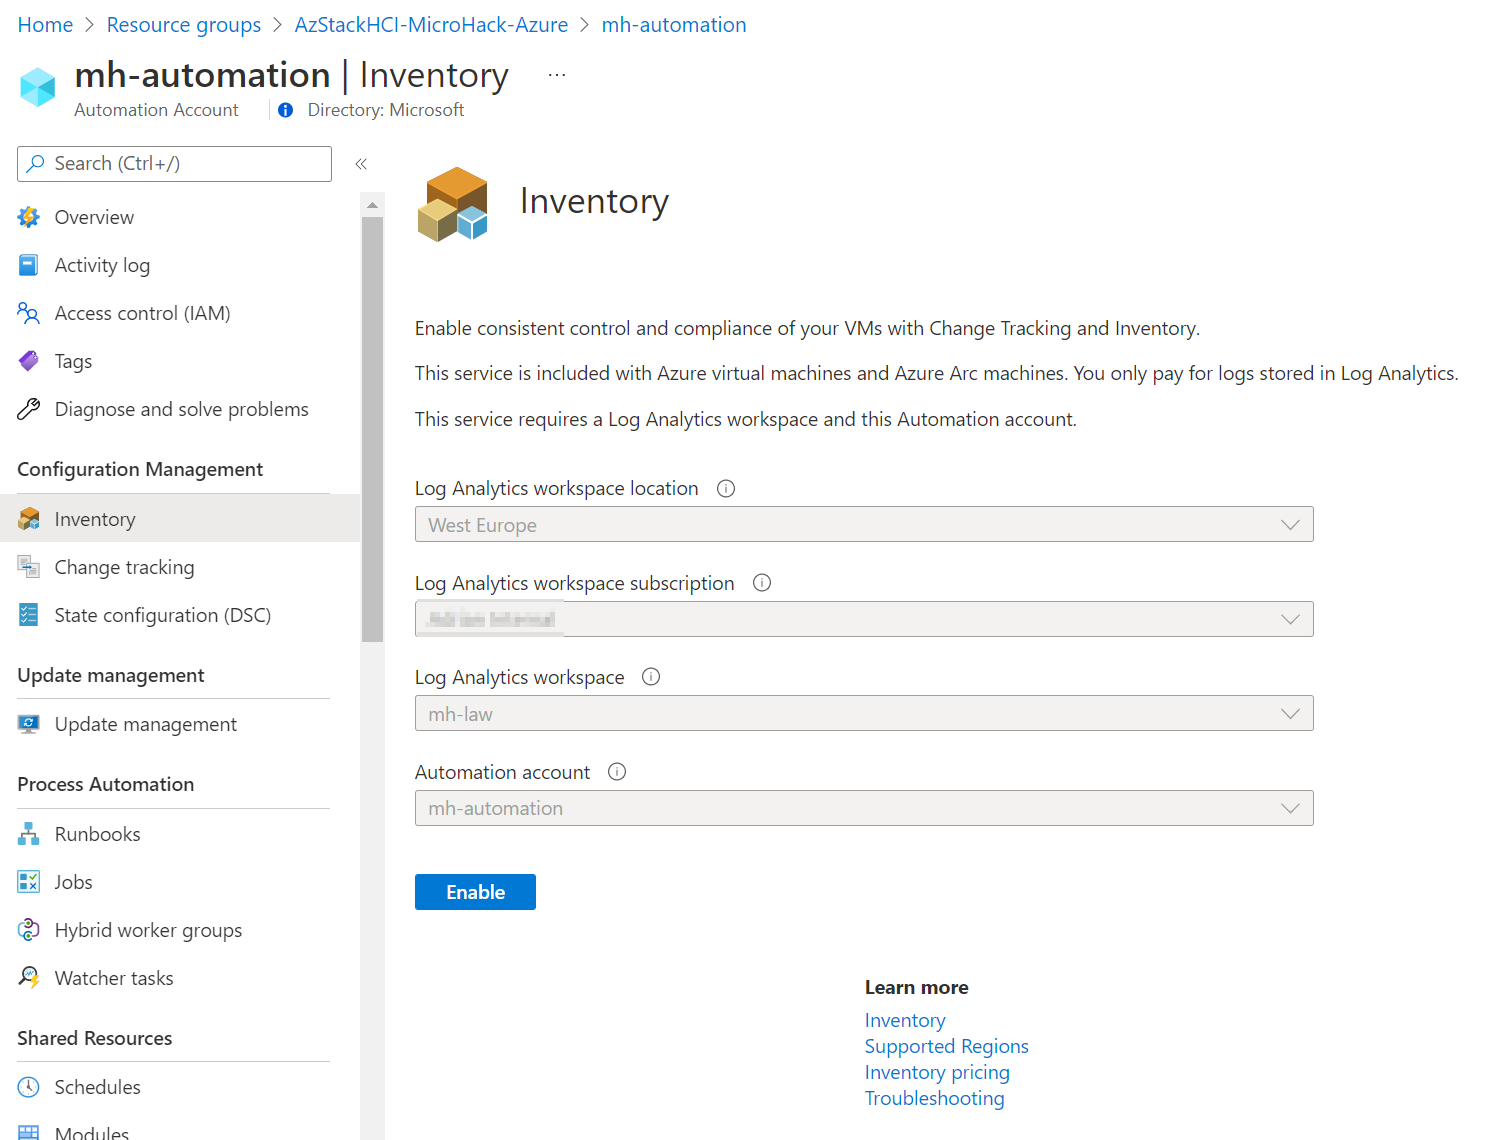 Home > Resource groups > AzStackHCI-MicroHack-Azure > mh-automation
mh-automation | Inventory ...
Automation Account
Directory: Microsoft
Search (Ctrl+/)
«
Overview
Activity log
Access control (IAM)
Tags
Diagnose and solve problems
Configuration Management
Inventory
Change tracking
State configuration (DSC)
Update management
Update management
Process Automation
Runbooks
Jobs
Hybrid worker groups
Watcher tasks
Shared Resources
Schedules
Modules
Inventory
Enable consistent control and compliance of your VMs with Change Tracking and Inventory.
This service is included with Azure virtual machines and Azure Arc machines. You only pay for logs stored in Log Analytics.
This service requires a Log Analytics workspace and this Automation account.
Log Analytics workspace location
West Europe
Log Analytics workspace subscription
Log Analytics workspace
mh-law
Automation account
mh-automation
Enable
Learn more
Inventory
Supported Regions
Inventory pricing
Troubleshooting